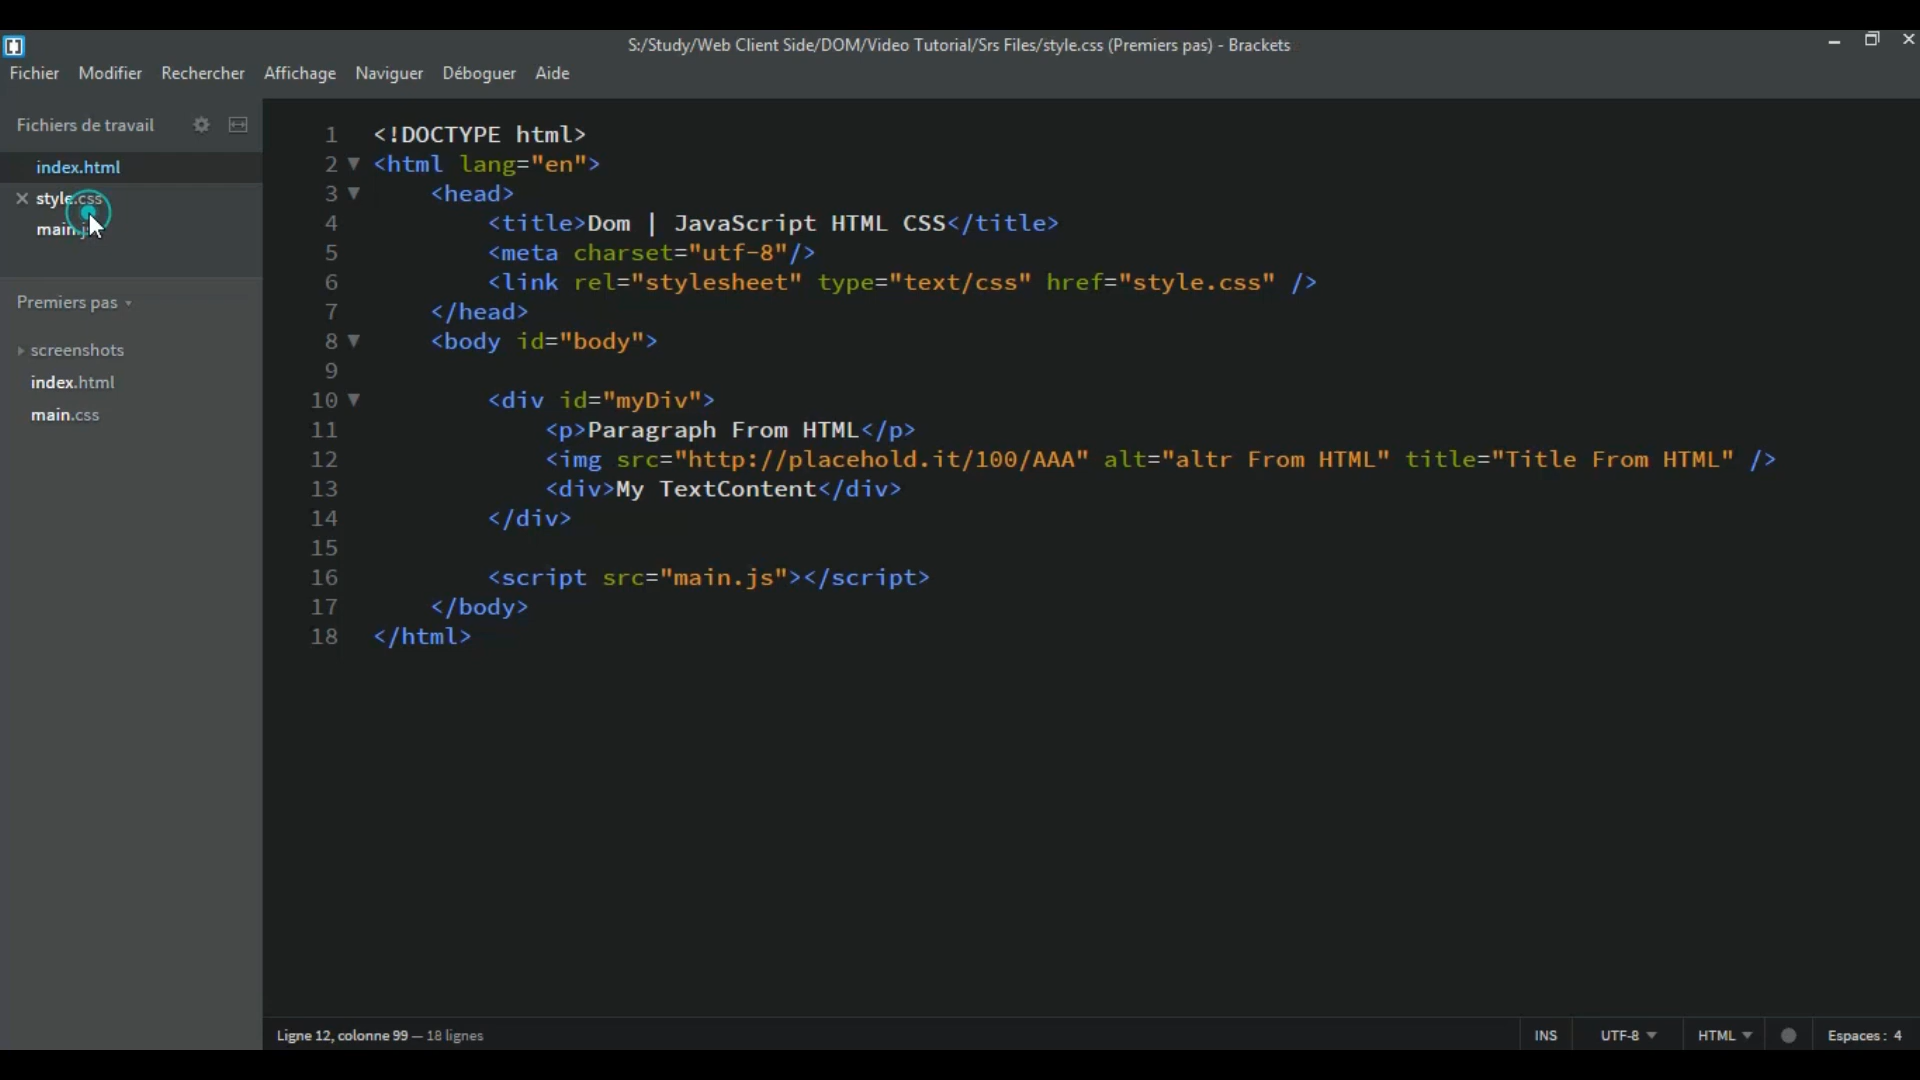 S:/Study/Web Client Side/DOM/Video Tutorial/Srs Files/style.css (Premiers pas) - Brackets
Fichier Modifier Rechercher Affichage Naviguer Déboguer Aide
Fichiers de travail
index.html
style.css
main.js
Premiers pas
screenshots
index.html
main.css
1 <!DOCTYPE html>
2 <html lang="en">
3 <head>
4 <title>Dom | JavaScript HTML CSS</title>
5 <meta charset="utf-8"/>
6 <link rel="stylesheet" type="text/css" href="style.css" />
7 </head>
8 <body id="body">
9
10 <div id="myDiv">
11 <p>Paragraph From HTML</p>
12 <img src="http://placehold.it/100/AAA" alt="altr From HTML" title="Title From HTML" />
13 <div>My TextContent</div>
14 </div>
15
16 <script src="main.js"></script>
17 </body>
18 </html>
Ligne 12, colonne 99 — 18 lignes
INS UTF-8 HTML Espaces : 4